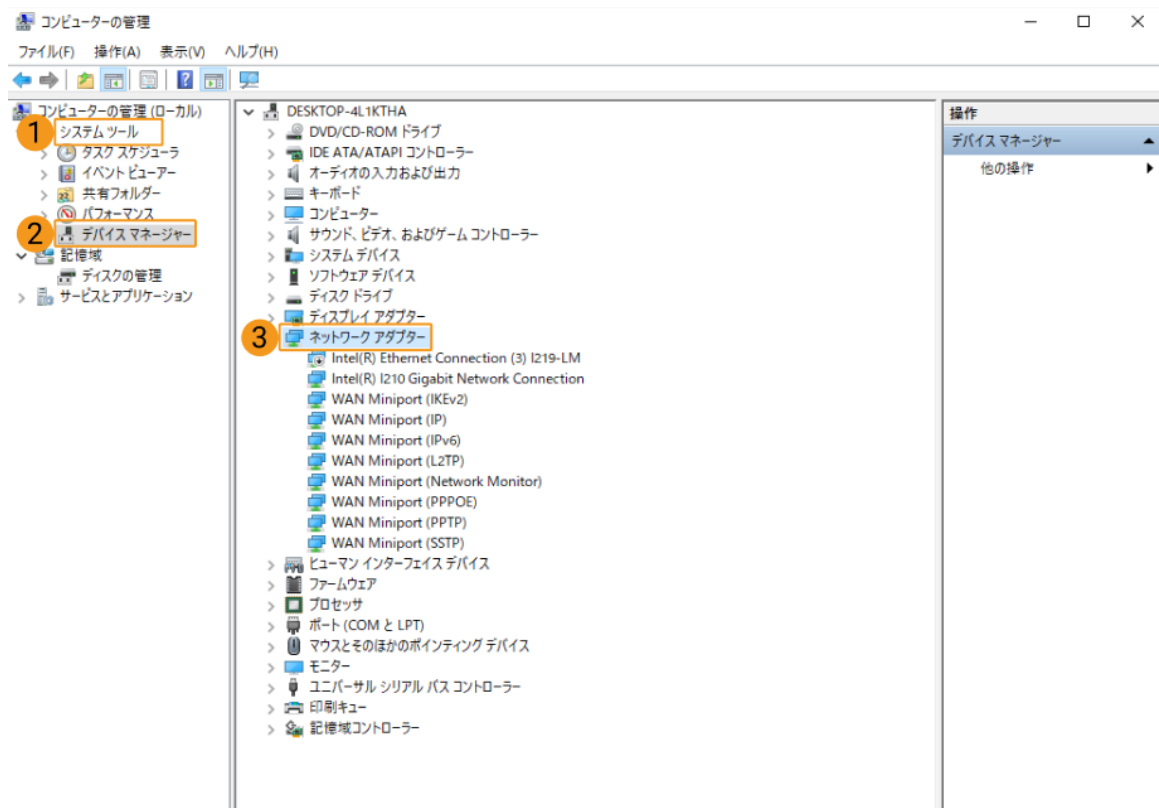 コンピューターの管理
ファイル(F) 操作(A) 表示(V) ヘルプ(H)
コンピューターの管理 (ローカル)
1 システム ツール
タスク スケジューラ
イベント ビューアー
共有フォルダー
パフォーマンス
2 デバイス マネージャー
記憶域
ディスクの管理
サービスとアプリケーション
DESKTOP-4L1KTHA
DVD/CD-ROM ドライブ
IDE ATA/ATAPI コントローラー
オーディオの入力および出力
キーボード
コンピューター
サウンド、ビデオ、およびゲーム コントローラー
システム デバイス
ソフトウェア デバイス
ディスク ドライブ
ディスプレイ アダプター
3 ネットワーク アダプター
Intel(R) Ethernet Connection (3) I219-LM
Intel(R) I210 Gigabit Network Connection
WAN Miniport (IKEv2)
WAN Miniport (IP)
WAN Miniport (IPv6)
WAN Miniport (L2TP)
WAN Miniport (Network Monitor)
WAN Miniport (PPPOE)
WAN Miniport (PPTP)
WAN Miniport (SSTP)
ヒューマン インターフェイス デバイス
ファームウェア
プロセッサ
ポート (COM と LPT)
マウスとそのほかのポインティング デバイス
モニター
ユニバーサル シリアル バス コントローラー
印刷キュー
記憶域コントローラー
操作
デバイス マネージャー
他の操作